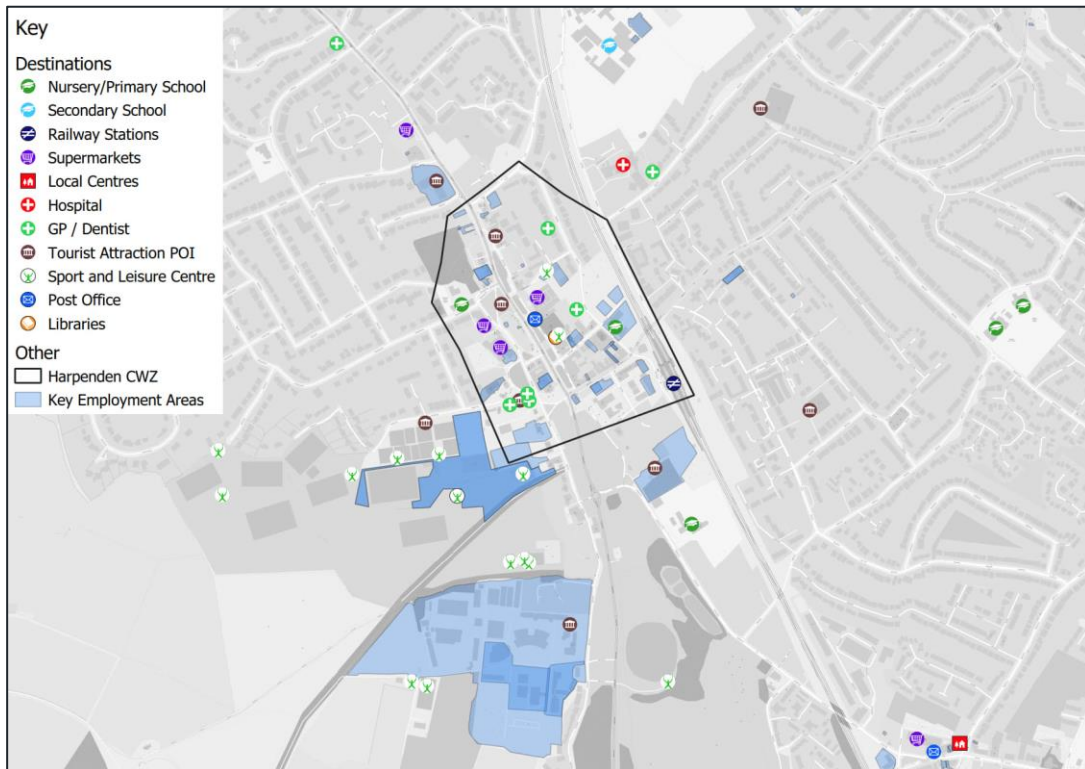 Key
Destinations
Nursery/Primary School
Secondary School
Railway Stations
Supermarkets
Local Centres
Hospital
GP / Dentist
Tourist Attraction POI
Sport and Leisure Centre
Post Office
Libraries
Other
Harpenden CWZ
Key Employment Areas